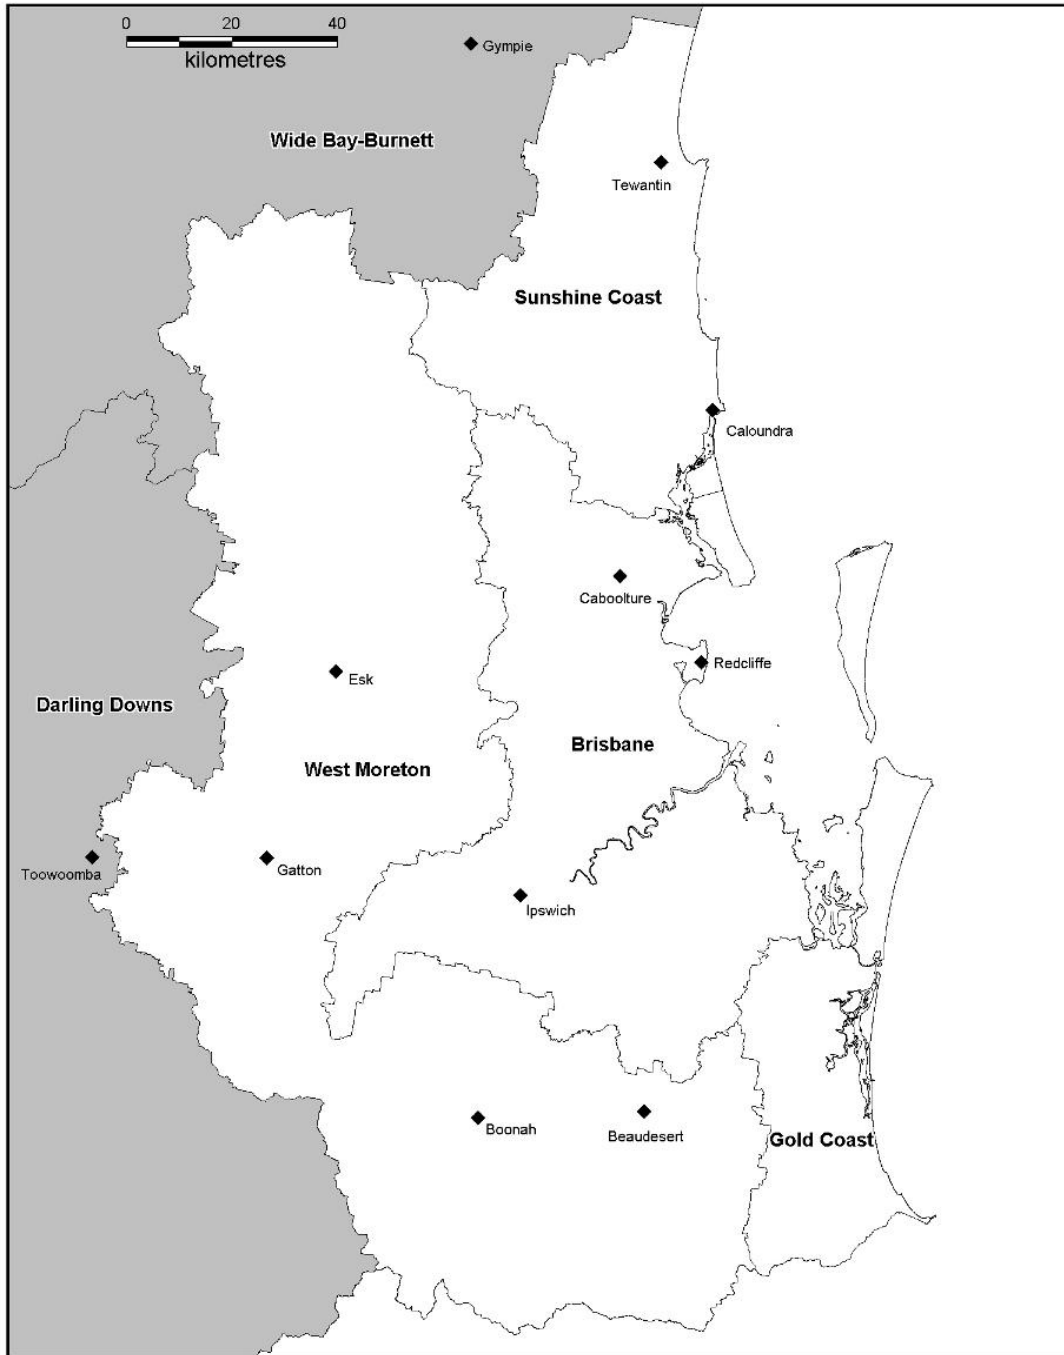 0 20 40
kilometres
Gympie
Wide Bay-Burnett
Tewantin
Sunshine Coast
Caloundra
Caboolture
Redcliffe
Esk
Darling Downs
Brisbane
West Moreton
Toowoomba
Gatton
Ipswich
Boonah
Beaudesert
Gold Coast